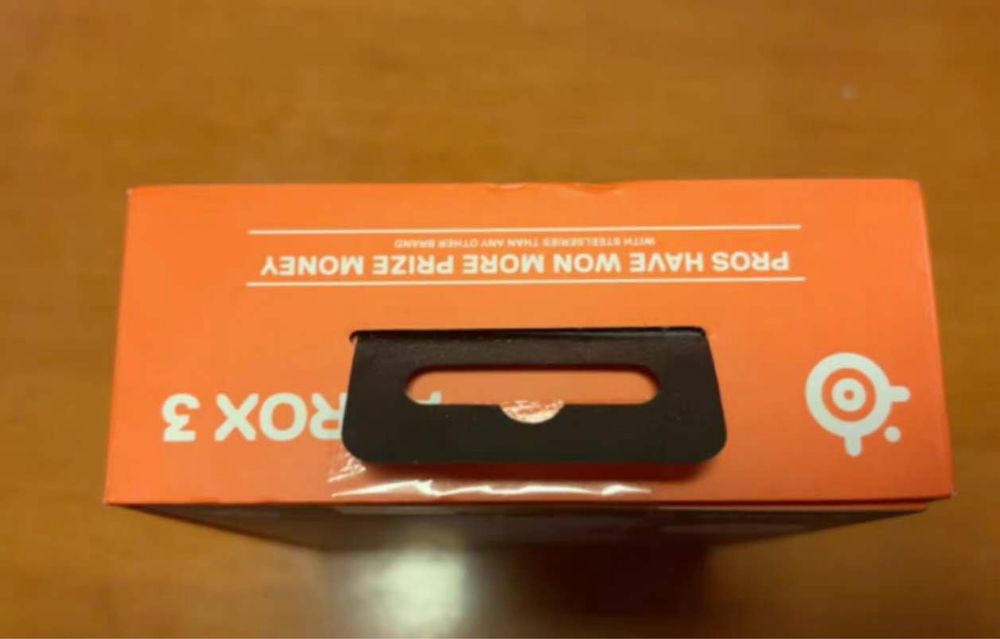 PROS HAVE WON MORE PRIZE MONEY
WITH STEELSERIES THAN ANY OTHER BRAND
ROX 3